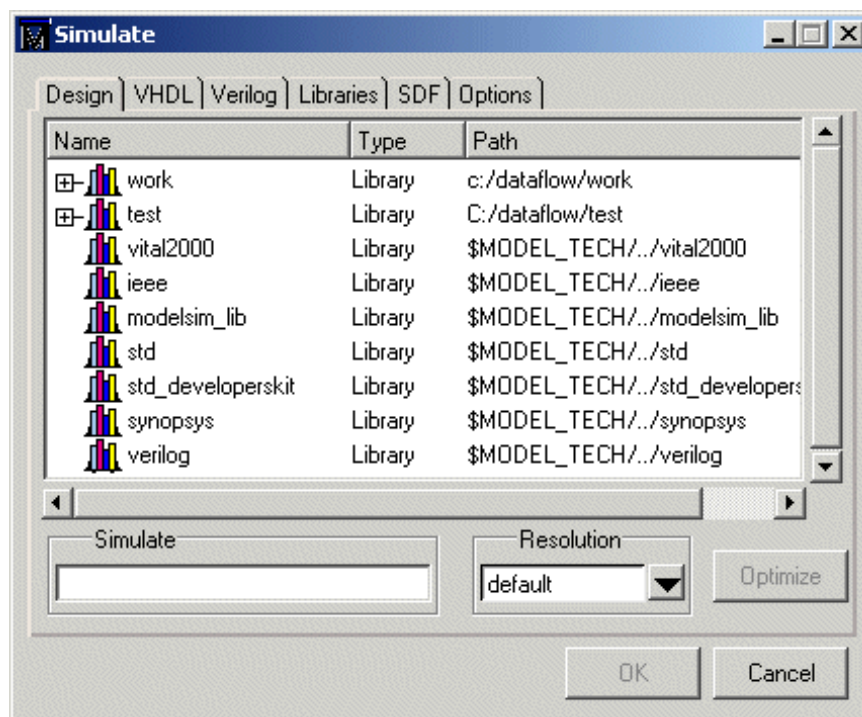 Simulate
Design VHDL Verilog Libraries SDF Options
Name Type Path
work Library c:/dataflow/work
test Library C:/dataflow/test
vital2000 Library $MODEL_TECH/../vital2000
ieee Library $MODEL_TECH/../ieee
modelsim_lib Library $MODEL_TECH/../modelsim_lib
std Library $MODEL_TECH/../std
std_developerskit Library $MODEL_TECH/../std_developers
synopsys Library $MODEL_TECH/../synopsys
verilog Library $MODEL_TECH/../verilog
Simulate Resolution
default Optimize
OK Cancel